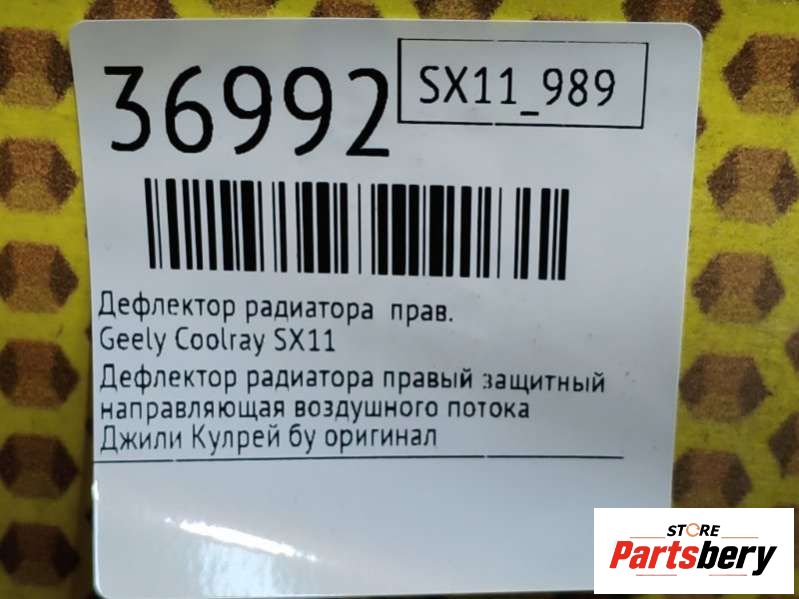 36992
SX11_989
Дефлектор радиатора прав.
Geely Coolray SX11
Дефлектор радиатора правый защитный
направляющая воздушного потока
Джили Кулрей бу оригинал
STORE
Partsbery